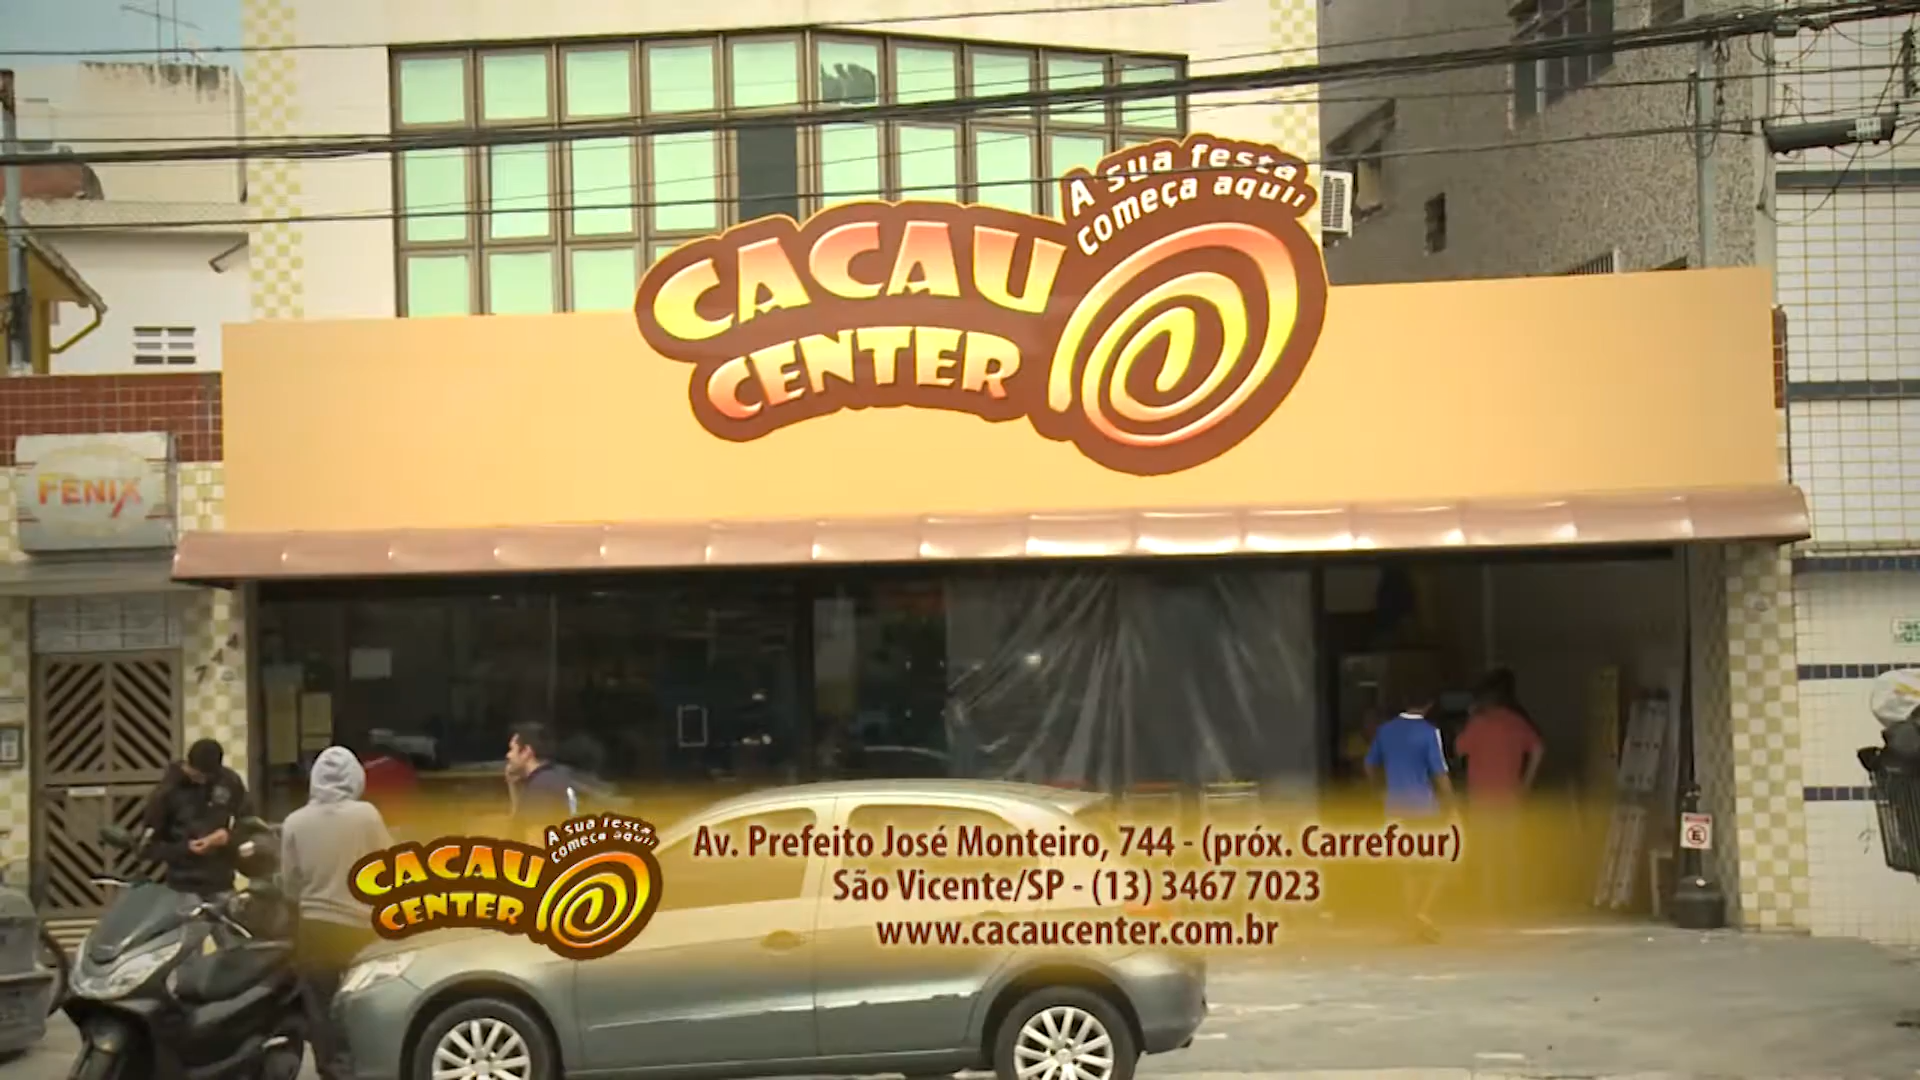 A sua festa
começa aqui!
CACAU
CENTER
FENIX
744
A sua festa
começa aqui!
CACAU
CENTER
Av. Prefeito José Monteiro, 744 - (próx. Carrefour)
São Vicente/SP - (13) 3467 7023
www.cacaucenter.com.br
E